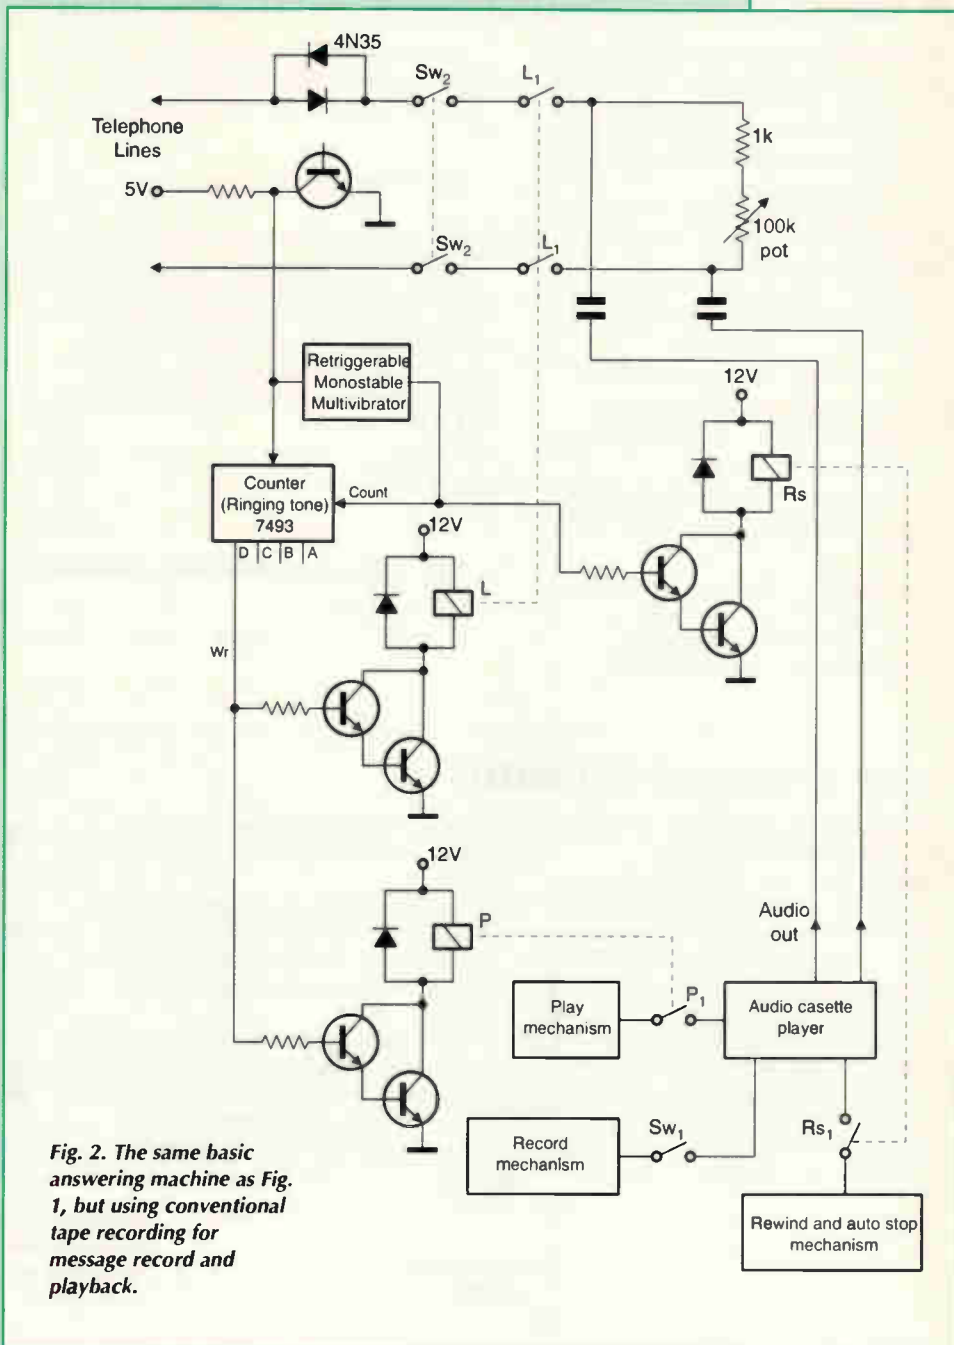 4N35
Sw2
L1
Telephone
Lines
1k
5V
100k
pot
Sw2
L1
Retriggerable
Monostable
Multivibrator
12V
Counter
(Ringing tone)
7493
Count
Rs
D C B A
12V
L
Wr
12V
P
Audio
out
Play
mechanism
P1
Audio casette
player
Record
mechanism
Sw1
Rs1
Rewind and auto stop
mechanism
Fig. 2. The same basic
answering machine as Fig.
1, but using conventional
tape recording for
message record and
playback.